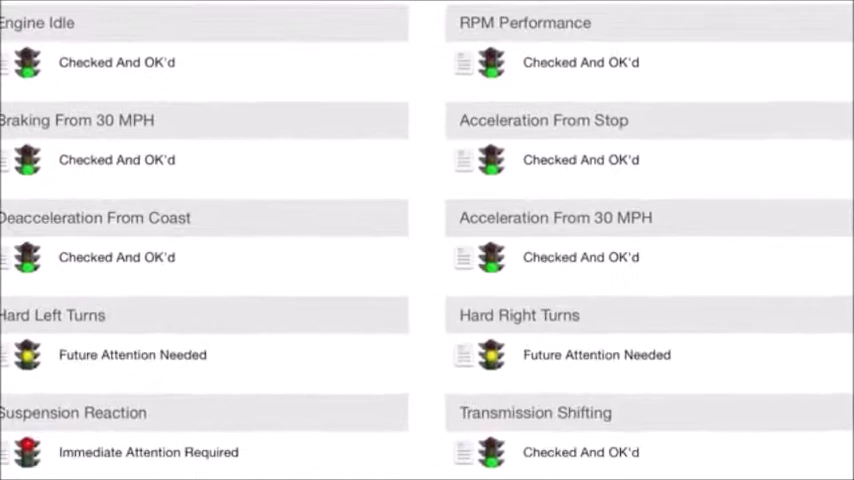 Engine Idle
RPM Performance
Checked And OK'd
Checked And OK'd
Braking From 30 MPH
Acceleration From Stop
Checked And OK'd
Checked And OK'd
Deacceleration From Coast
Acceleration From 30 MPH
Checked And OK'd
Checked And OK'd
Hard Left Turns
Hard Right Turns
Future Attention Needed
Future Attention Needed
Suspension Reaction
Transmission Shifting
Immediate Attention Required
Checked And OK'd